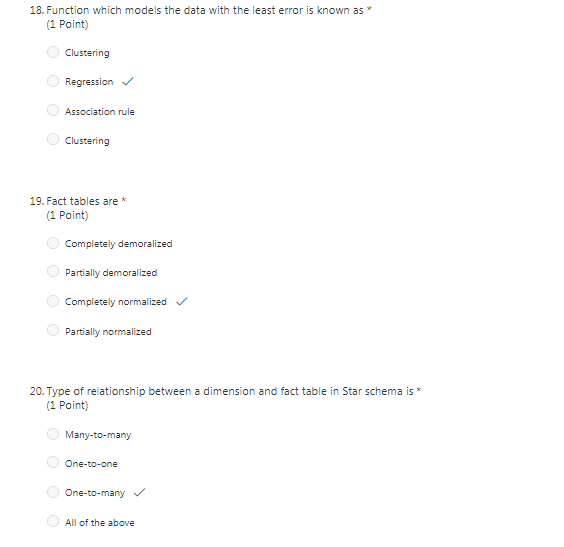 18. Function which models the data with the least error is known as *
(1 Point)
Clustering
Regression
Association rule
Clustering
19. Fact tables are *
(1 Point)
Completely demoralized
Partially demoralized
Completely normalized
Partially normalized
20. Type of relationship between a dimension and fact table in Star schema is *
(1 Point)
Many-to-many
One-to-one
One-to-many
All of the above